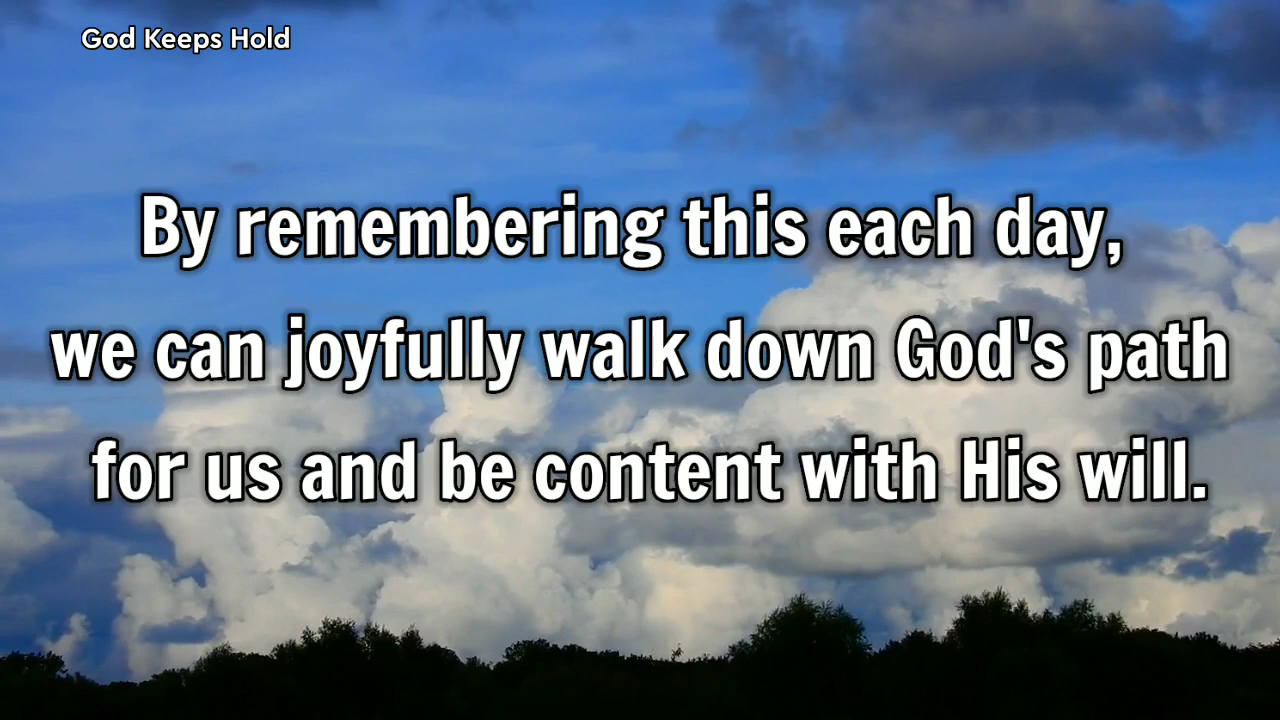 God Keeps Hold
By remembering this each day,
we can joyfully walk down God's path
for us and be content with His will.